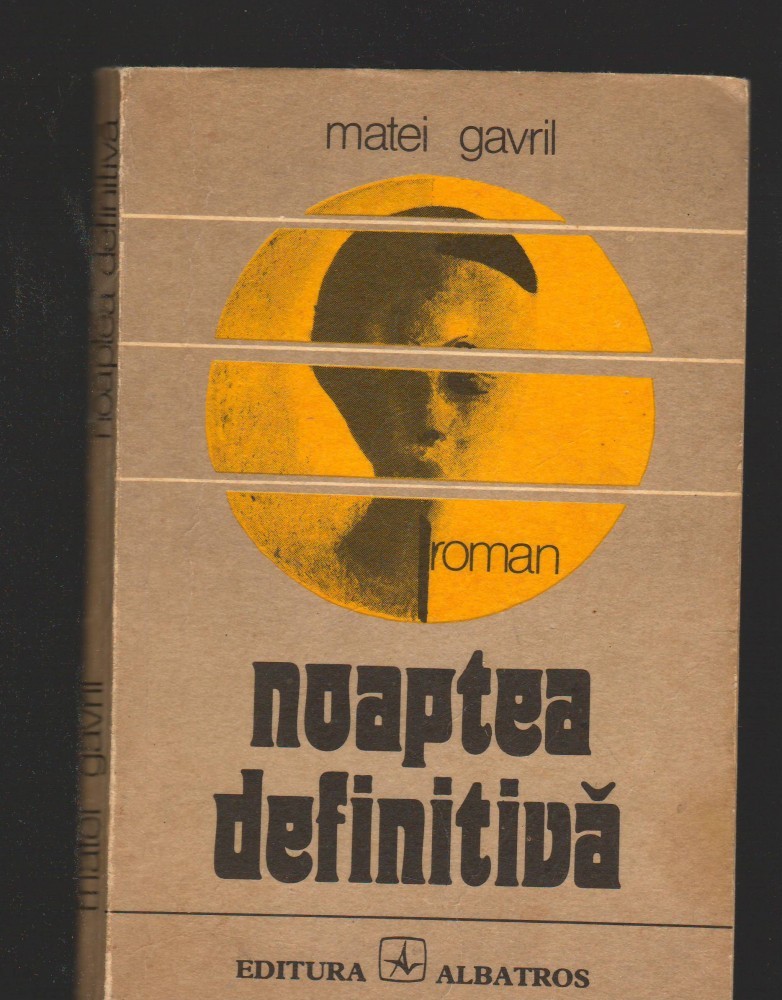 matei gavril
roman
noaptea
definitivă
EDITURA ALBATROS
noaptea definitivă
matei gavril